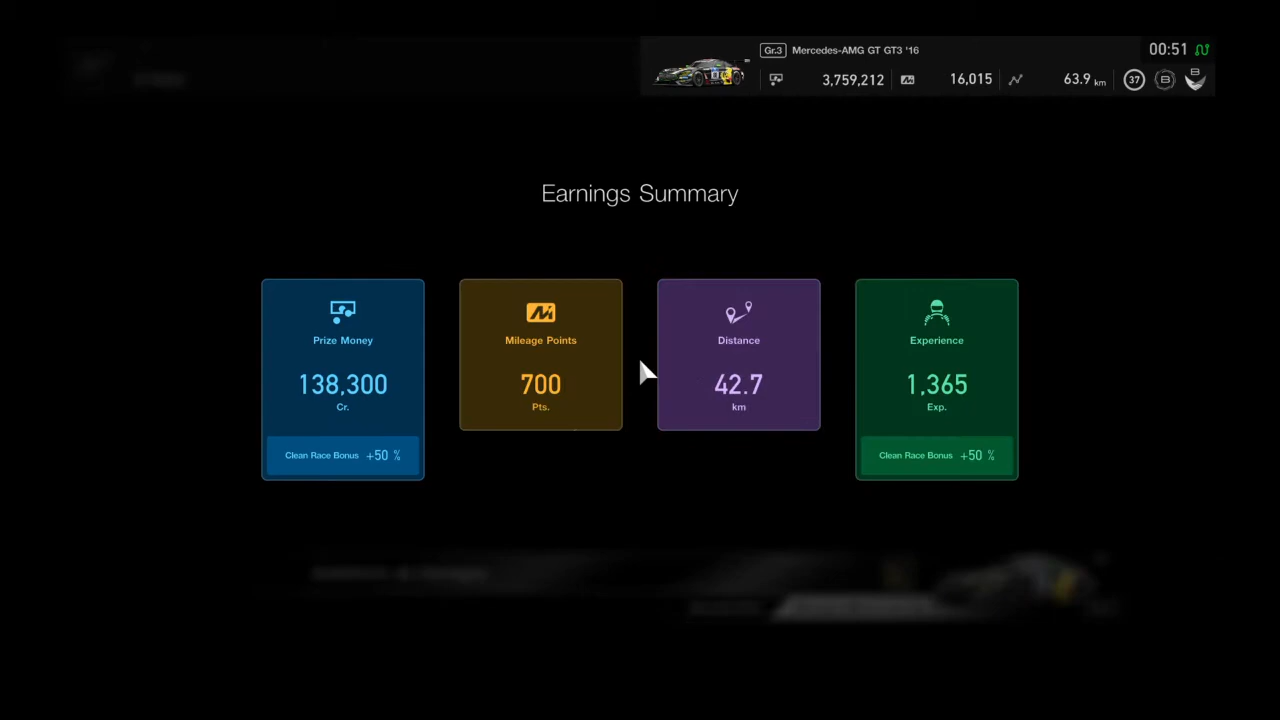 Gr.3 Mercedes-AMG GT GT3 '16
00:51
3,759,212 16,015 63.9 km 37 B B
Earnings Summary
Prize Money
138,300
Cr.
Clean Race Bonus +50 %
Mileage Points
700
Pts.
Distance
42.7
km
Experience
1,365
Exp.
Clean Race Bonus +50 %